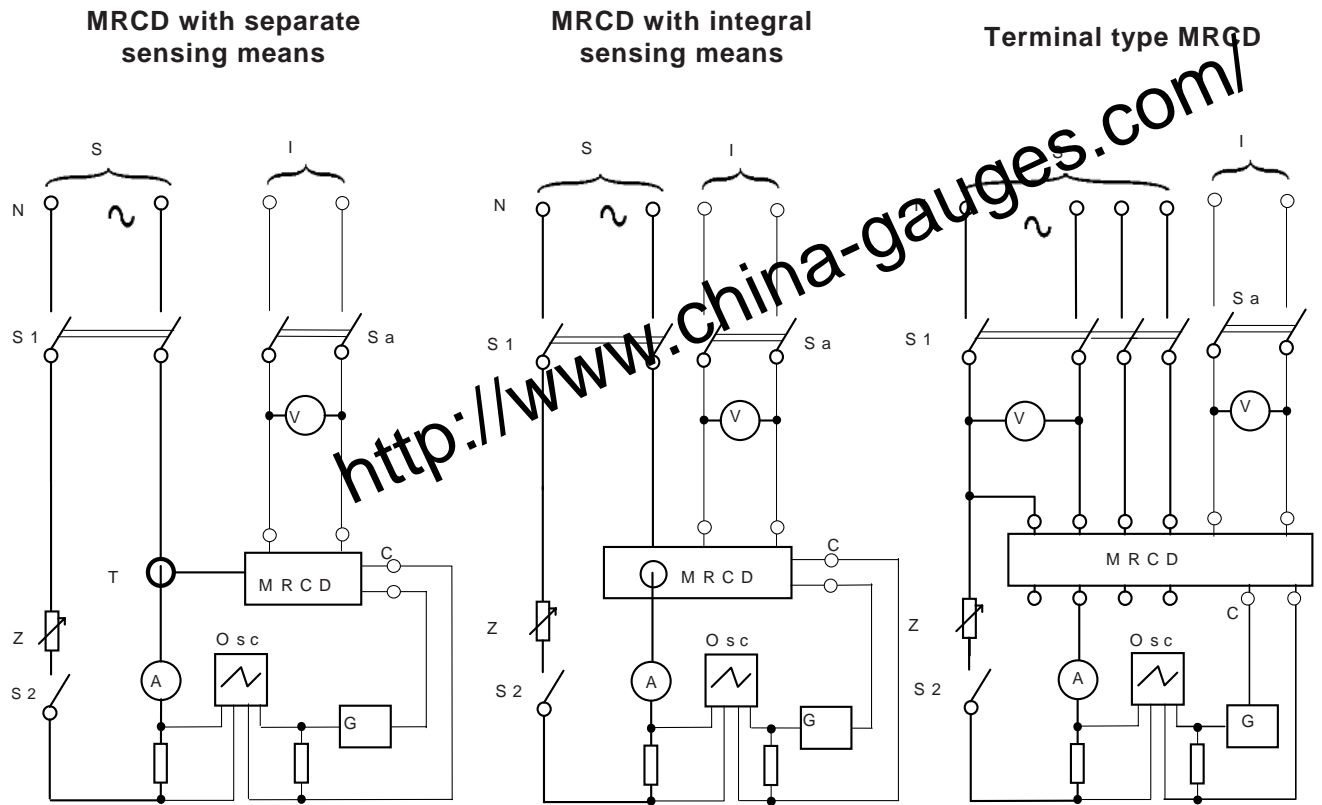 MRCD with separate
sensing means
MRCD with integral
sensing means
Terminal type MRCD
http://www.china-gauges.com/
S
I
N
S 1
S a
V
T
C
M R C D
Z
O s c
A
S 2
G
S
I
N
S 1
S a
V
C
M R C D
Z
O s c
A
S 2
G
S
I
S a
S 1
V
V
M R C D
C
Z
O s c
A
S 2
G